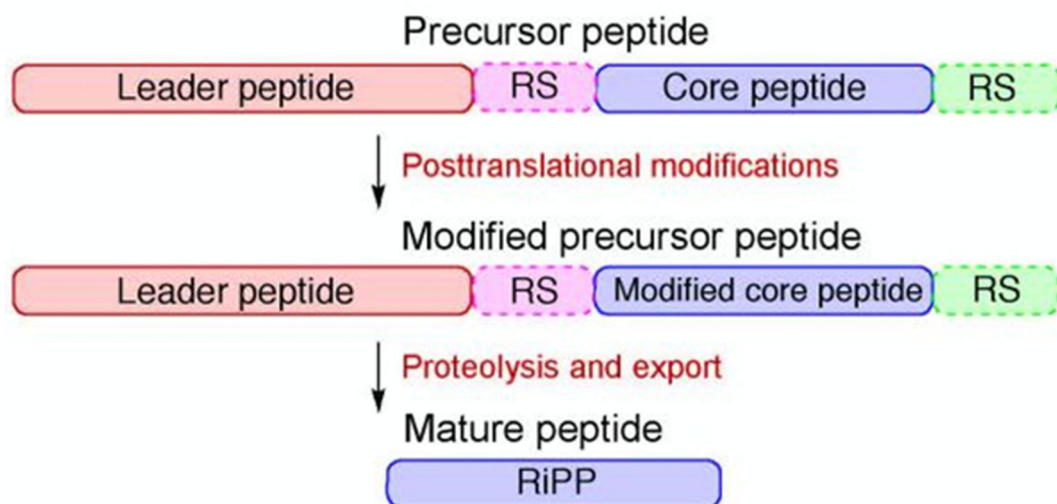 Precursor peptide
Leader peptide RS Core peptide RS
Posttranslational modifications
Modified precursor peptide
Leader peptide RS Modified core peptide RS
Proteolysis and export
Mature peptide
RiPP